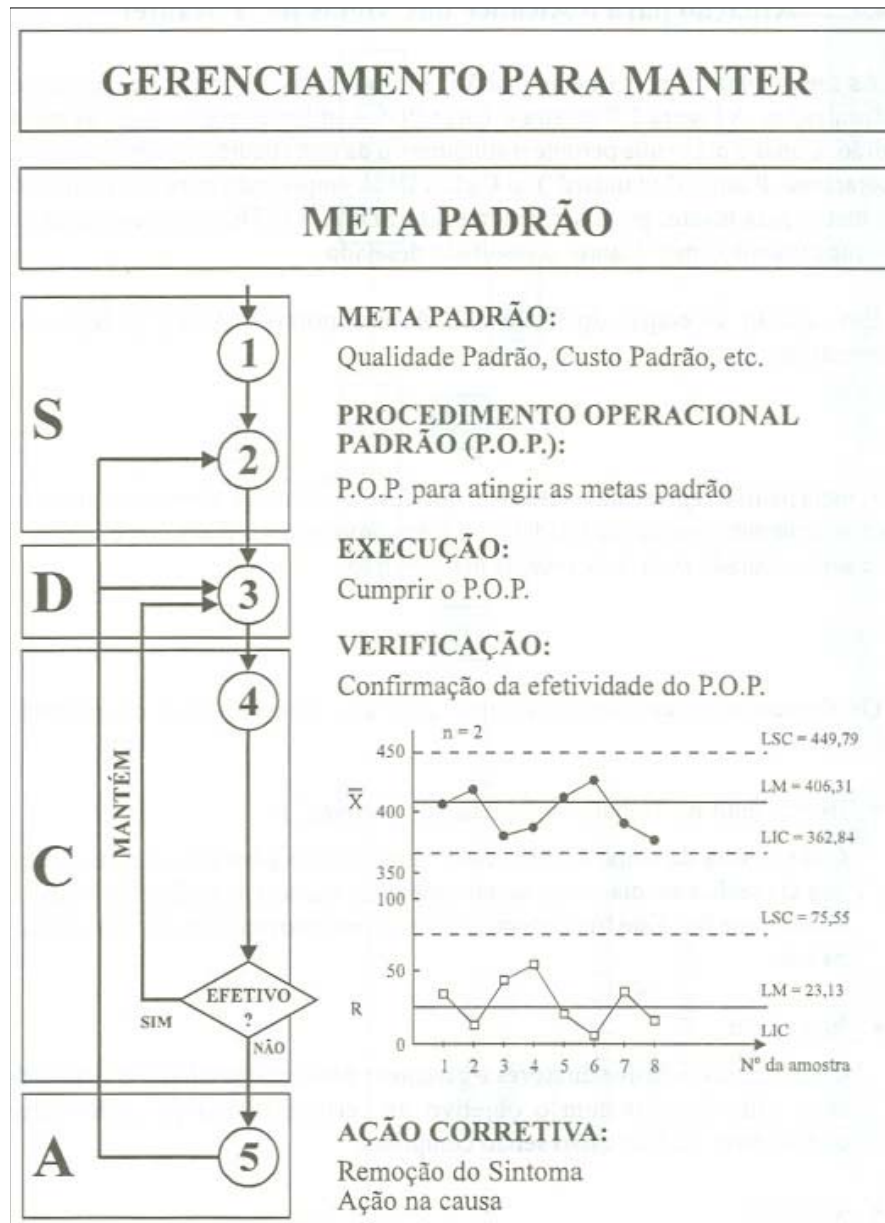 GERENCIAMENTO PARA MANTER
META PADRÃO
S
1
META PADRÃO:
Qualidade Padrão, Custo Padrão, etc.
2
PROCEDIMENTO OPERACIONAL
PADRÃO (P.O.P.):
P.O.P. para atingir as metas padrão
D
3
EXECUÇÃO:
Cumprir o P.O.P.
C
MANTÉM
4
VERIFICAÇÃO:
Confirmação da efetividade do P.O.P.
n = 2
450
LSC = 449,79
X
400
LM = 406,31
LIC = 362,84
350
100
LSC = 75,55
50
R
LM = 23,13
LIC
0
1 2 3 4 5 6 7 8
Nº da amostra
EFETIVO
?
SIM
NÃO
A
5
AÇÃO CORRETIVA:
Remoção do Sintoma
Ação na causa